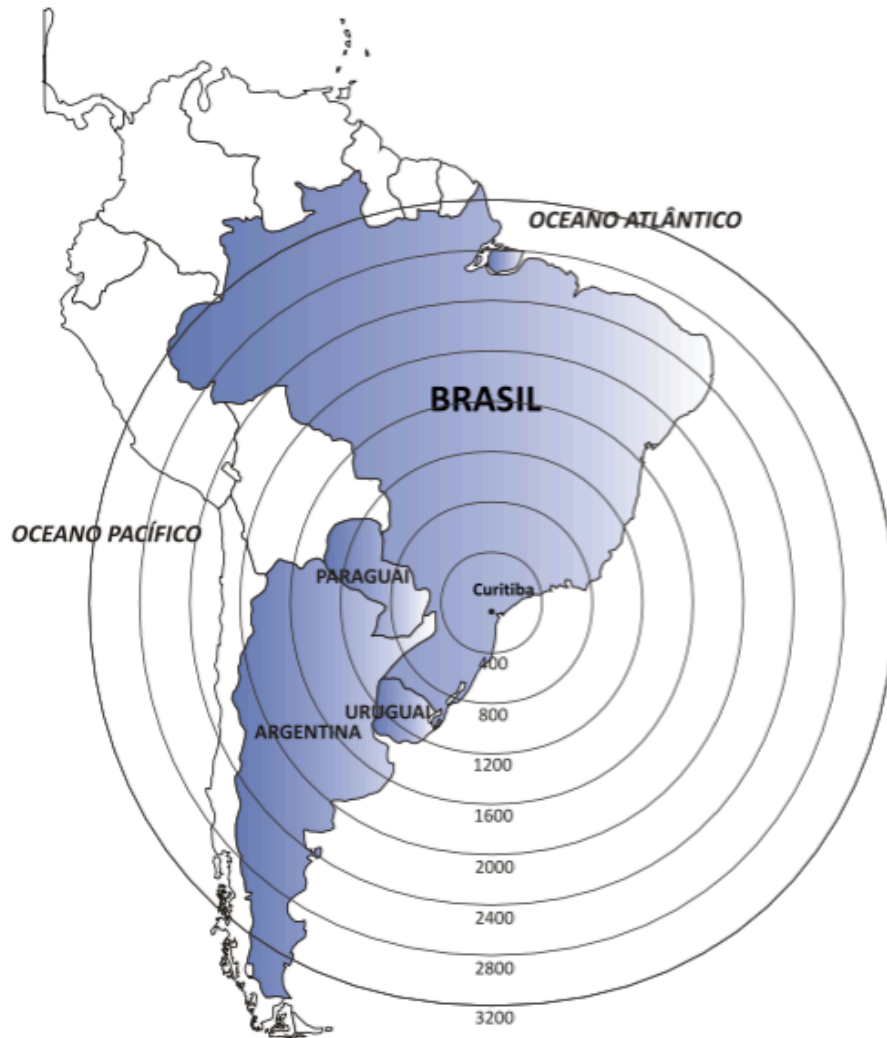 OCEANO ATLÂNTICO
BRASIL
OCEANO PACÍFICO
PARAGUAI
Curitiba
400
URUGUAI
800
ARGENTINA
1200
1600
2000
2400
2800
3200